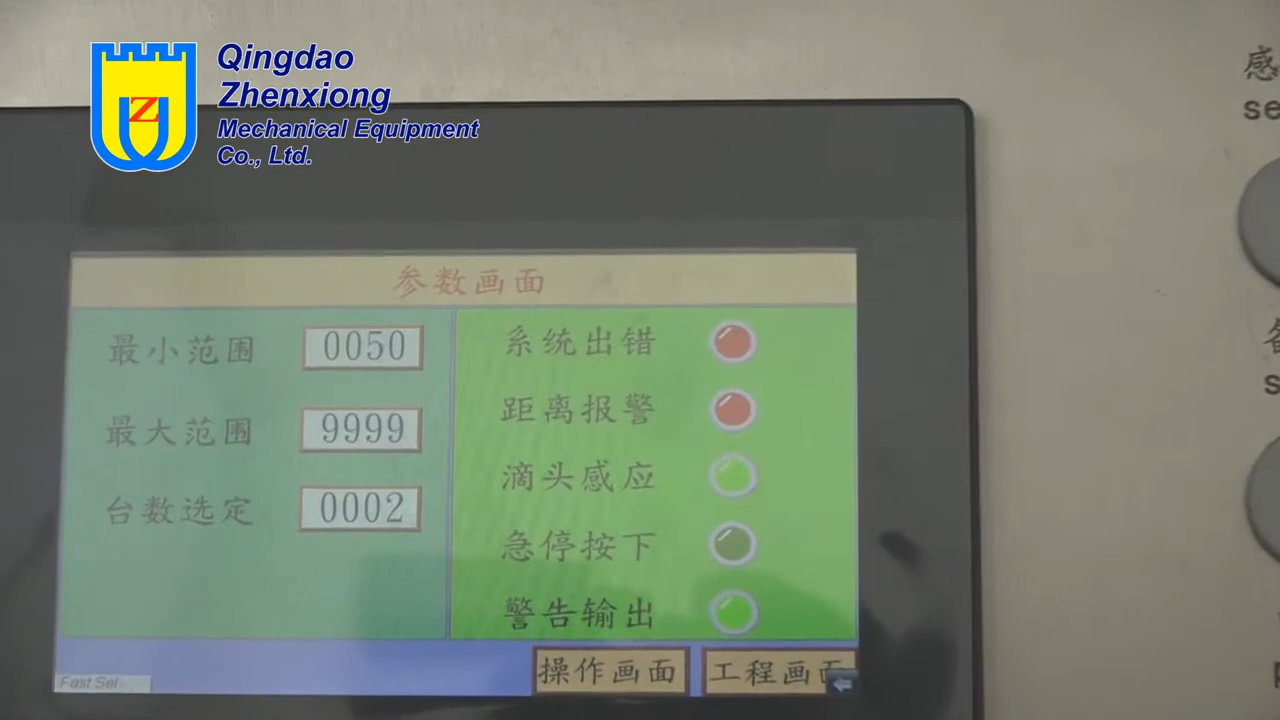 Qingdao
Zhenxiong
Mechanical Equipment
Co., Ltd.
感
se
参数画面
最小范围 0050
最大范围 9999
台数选定 0002
系统出错
距离报警
滴头感应
急停按下
警告输出
操作画面 工程画面
Fast Sel